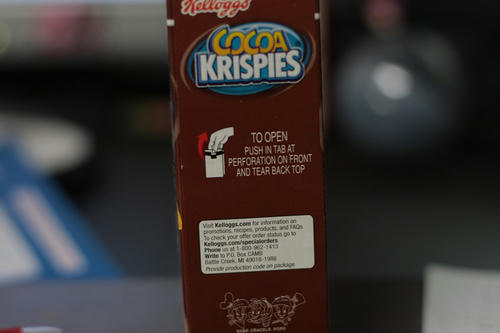 Kellogg's
COCOA
KRISPIES
TO OPEN
PUSH IN TAB AT
PERFORATION ON FRONT
AND TEAR BACK TOP
Visit Kelloggs.com for information on
promotions, recipes, products, and FAQs.
To check your offer order status go to
Kelloggs.com/specialorders
Phone us at 1-800-962-1413
Write to P.O. Box CAMB
Battle Creek, MI 49016-1986
Provide production code on package.
SNAP CRACKLE POP®